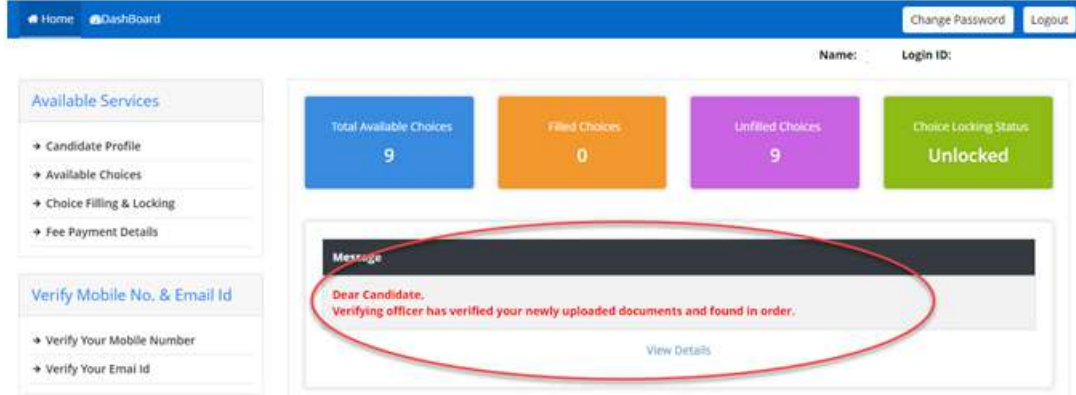 Home DashBoard Change Password Logout
Name: Login ID:
Available Services
Candidate Profile
Available Choices
Choice Filling & Locking
Fee Payment Details
Total Available Choices
9
Filled Choices
0
Unfilled Choices
9
Choice Locking Status
Unlocked
Message
Dear Candidate,
Verifying officer has verified your newly uploaded documents and found in order.
View Details
Verify Mobile No. & Email Id
Verify Your Mobile Number
Verify Your Emai Id